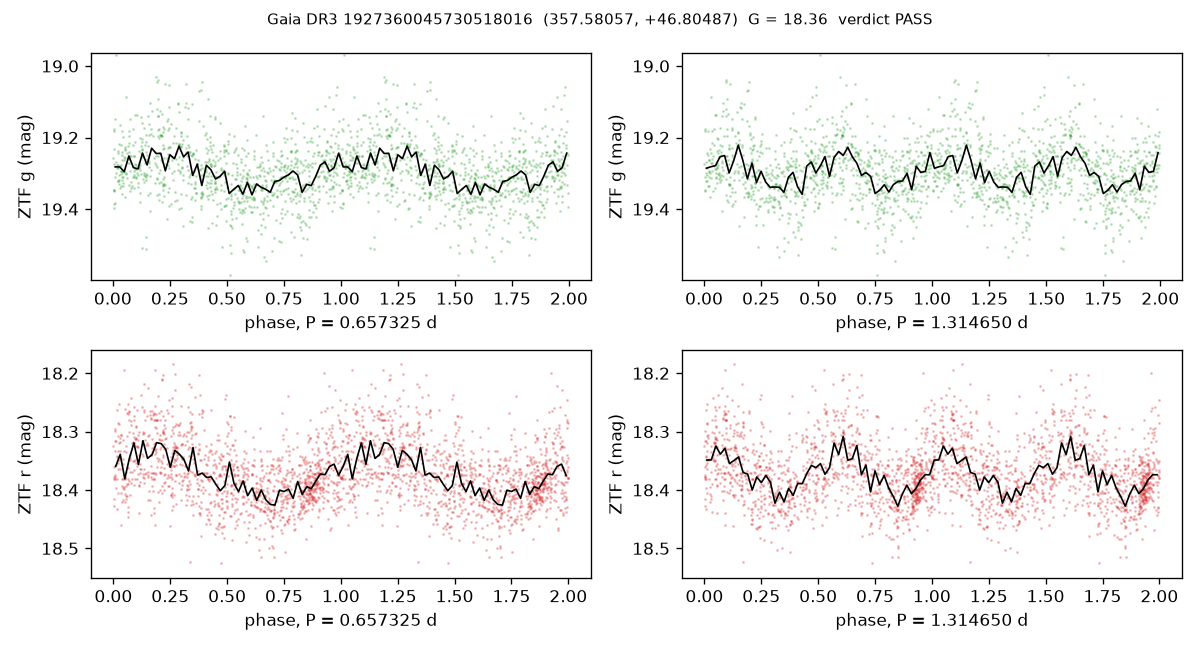 Gaia DR3 1927360045730518016 (357.58057, +46.80487) G = 18.36 verdict PASS
ZTF g (mag)
19.0
19.2
19.4
0.00 0.25 0.50 0.75 1.00 1.25 1.50 1.75 2.00
phase, P = 0.657325 d
ZTF g (mag)
19.0
19.2
19.4
0.00 0.25 0.50 0.75 1.00 1.25 1.50 1.75 2.00
phase, P = 1.314650 d
ZTF r (mag)
18.2
18.3
18.4
18.5
0.00 0.25 0.50 0.75 1.00 1.25 1.50 1.75 2.00
phase, P = 0.657325 d
ZTF r (mag)
18.2
18.3
18.4
18.5
0.00 0.25 0.50 0.75 1.00 1.25 1.50 1.75 2.00
phase, P = 1.314650 d